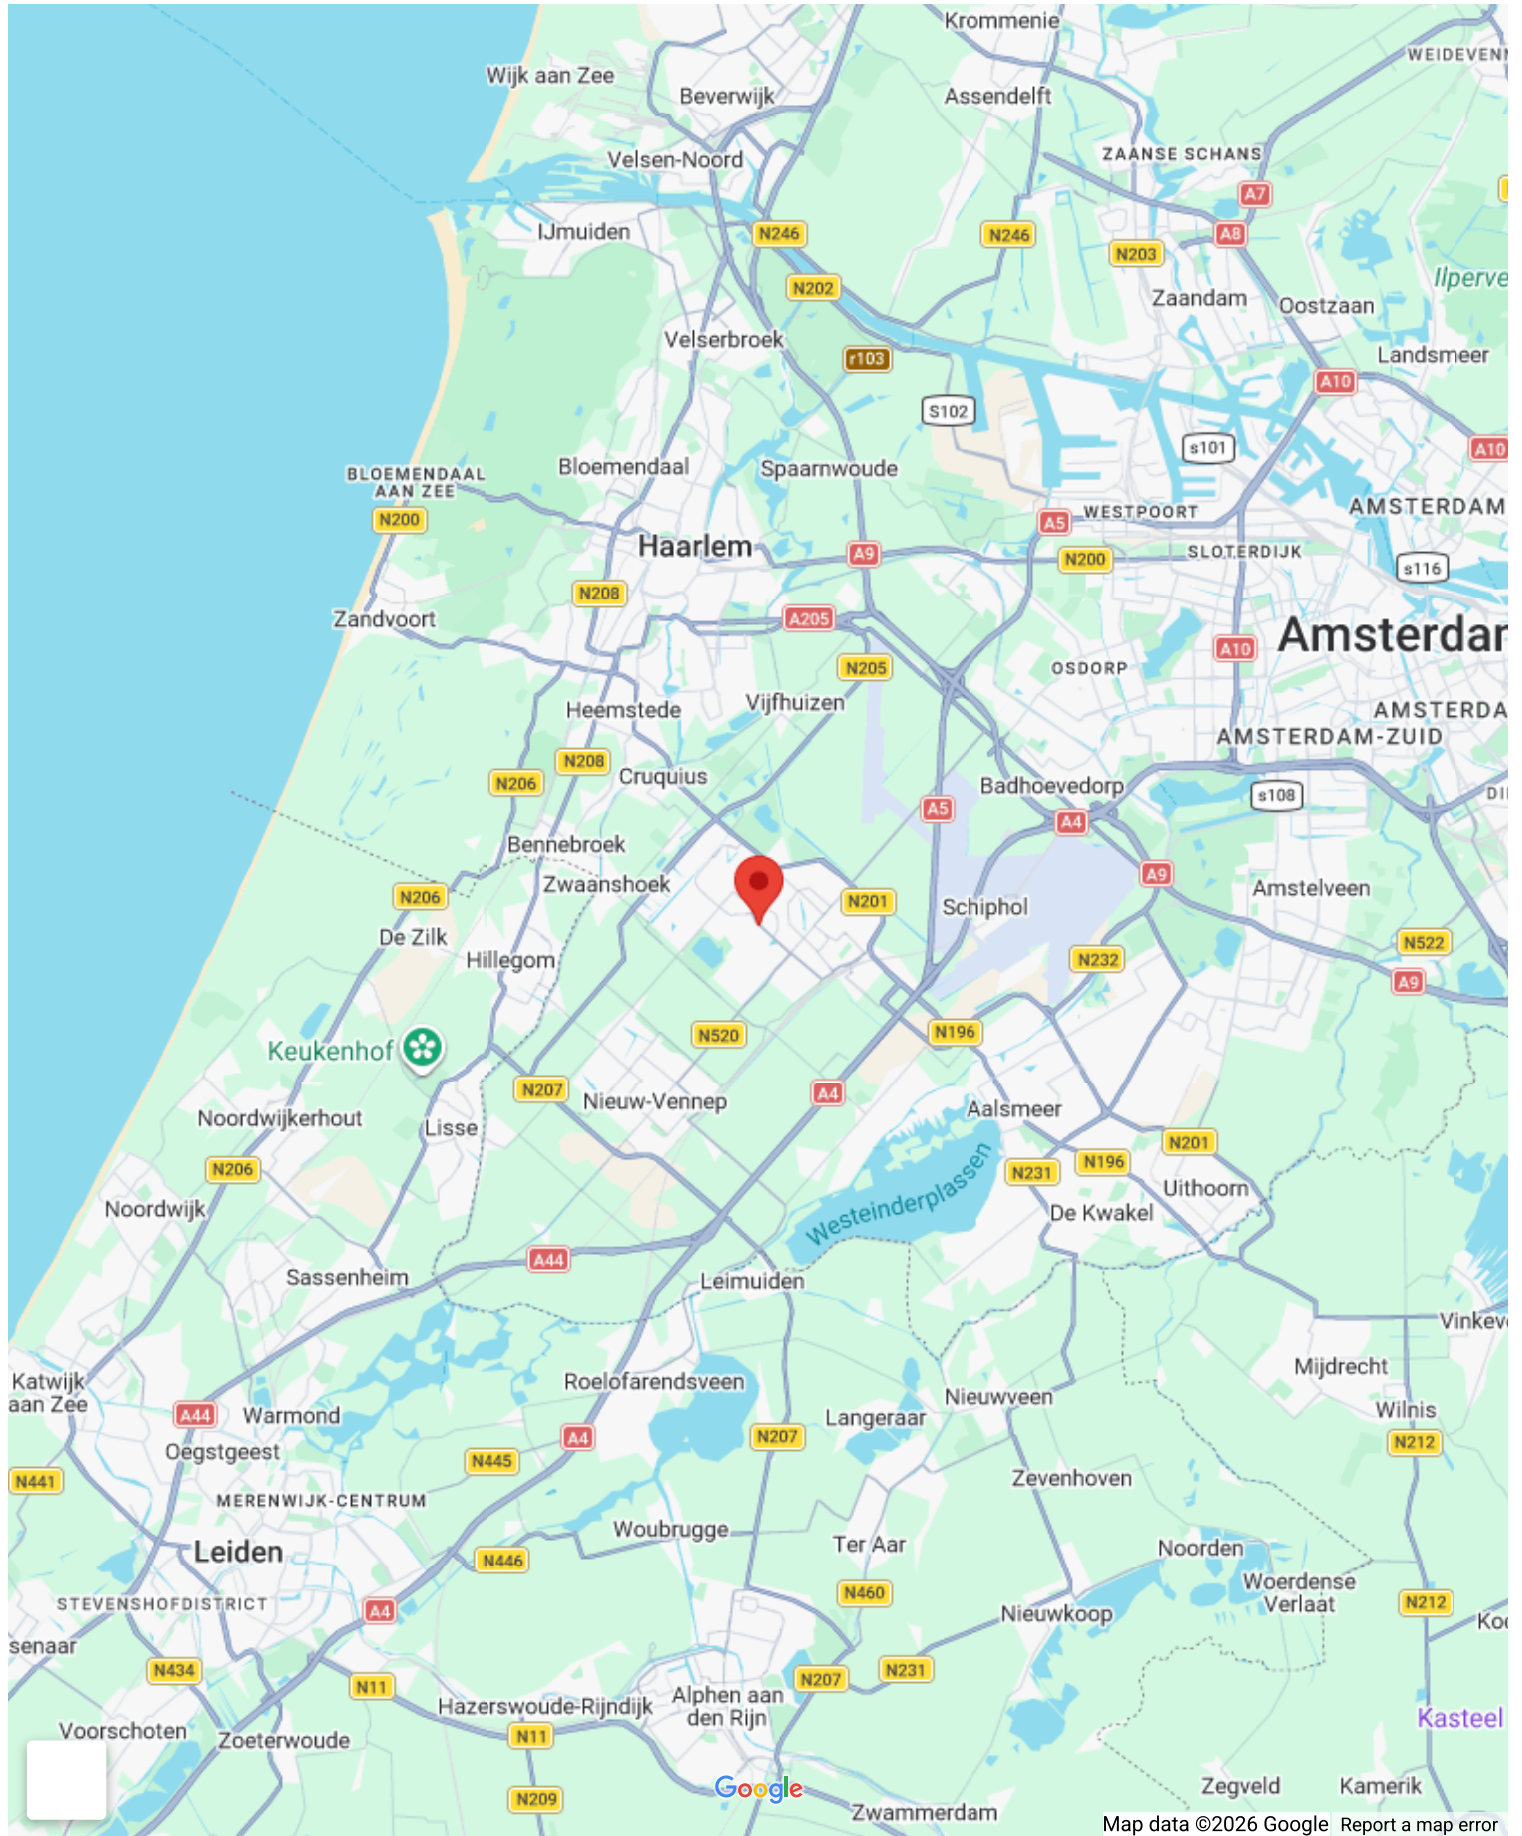 Krommenie
WEIDEVENN
Wijk aan Zee
Beverwijk
Assendelft
Velsen-Noord
ZAANSE SCHANS
A7
IJmuiden
N246
N246
A8
N203
Ilperve
N202
Zaandam
Oostzaan
Velserbroek
r103
Landsmeer
A10
S102
s101
A10
BLOEMENDAAL
AAN ZEE
Bloemendaal
Spaarnwoude
N200
A5
WESTPOORT
AMSTERDAM
Haarlem
A9
N200
SLOTERDIJK
s116
N208
Zandvoort
A205
Amsterdam
A10
N205
OSDORP
Heemstede
Vijfhuizen
AMSTERDA
AMSTERDAM-ZUID
N208
N206
Cruquius
Badhoevedorp
s108
DI
A5
A4
Bennebroek
Zwaanshoek
A9
Amstelveen
N206
N201
Schiphol
De Zilk
Hillegom
N232
N522
A9
Keukenhof
N520
N196
N207
Nieuw-Vennep
A4
Aalsmeer
Noordwijkerhout
Lisse
N206
N231
N196
N201
Westeinderplassen
Uithoorn
Noordwijk
De Kwakel
A44
Sassenheim
Leimuiden
Vinkeve
Katwijk
aan Zee
Roelofarendsveen
Mijdrecht
A44
Warmond
Langeraar
Nieuwveen
Wilnis
A4
N207
N212
Oegstgeest
N441
N445
Zevenhoven
MERENWIJK-CENTRUM
Woubrugge
Ter Aar
Leiden
N446
Noorden
STEVENSHOFDISTRICT
A4
N460
Nieuwkoop
Woerdense
Verlaat
N212
Koc
senaar
N434
N11
N207
N231
Hazerswoude-Rijndijk
Alphen aan
den Rijn
Voorschoten
Zoeterwoude
N11
Kasteel
Google
N209
Zwammerdam
Zegveld
Kamerik
Map data ©2026 Google
Report a map error